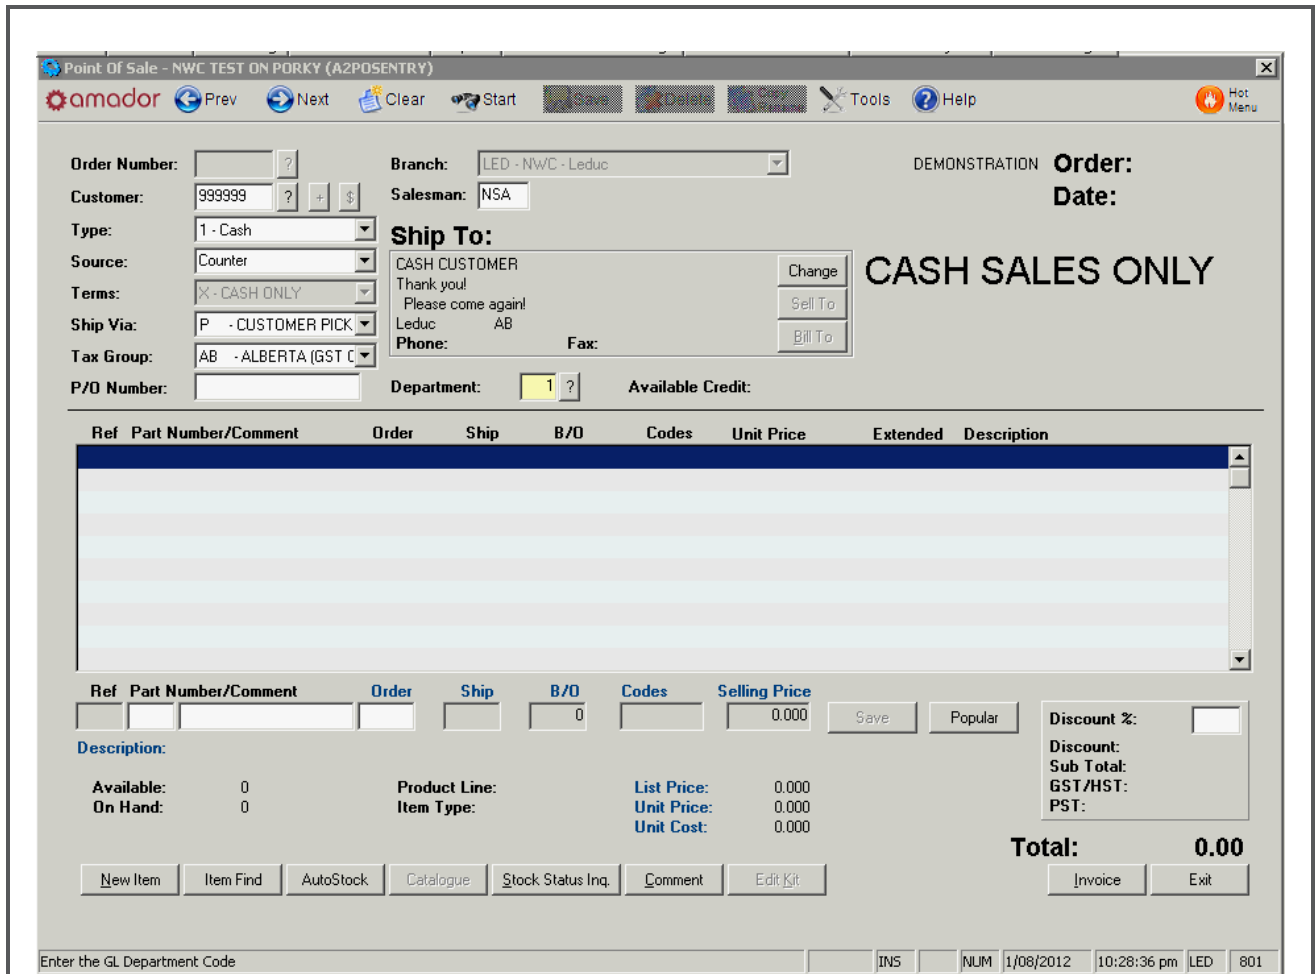 Point Of Sale - NWC TEST ON PORKY (A2POSENTRY)
amador Prev Next Clear Start Save Delete Copy Tools Help Hot Menu
Order Number: ? Branch: LED - NWC - Leduc DEMONSTRATION Order:
Customer: 999999 ? + $ Salesman: NSA Date:
Type: 1 - Cash Ship To:
Source: Counter CASH CUSTOMER Change CASH SALES ONLY
Thank you!
Terms: X - CASH ONLY Please come again! Sell To
Ship Via: P - CUSTOMER PICK Leduc AB
Phone: Fax: Bill To
Tax Group: AB - ALBERTA (GST
P/O Number: Department: 1 ? Available Credit:
Ref Part Number/Comment Order Ship B/O Codes Unit Price Extended Description
Ref Part Number/Comment Order Ship B/O Codes Selling Price
0 0.000 Save Popular Discount %:
Description: Discount:
Sub Total:
Available: 0 Product Line: List Price: 0.000 GST/HST:
On Hand: 0 Item Type: Unit Price: 0.000 PST:
Unit Cost: 0.000
Total: 0.00
New Item Item Find AutoStock Catalogue Stock Status Inq. Comment Edit Kit Invoice Exit
Enter the GL Department Code INS NUM 1/08/2012 10:28:36 pm LED 801